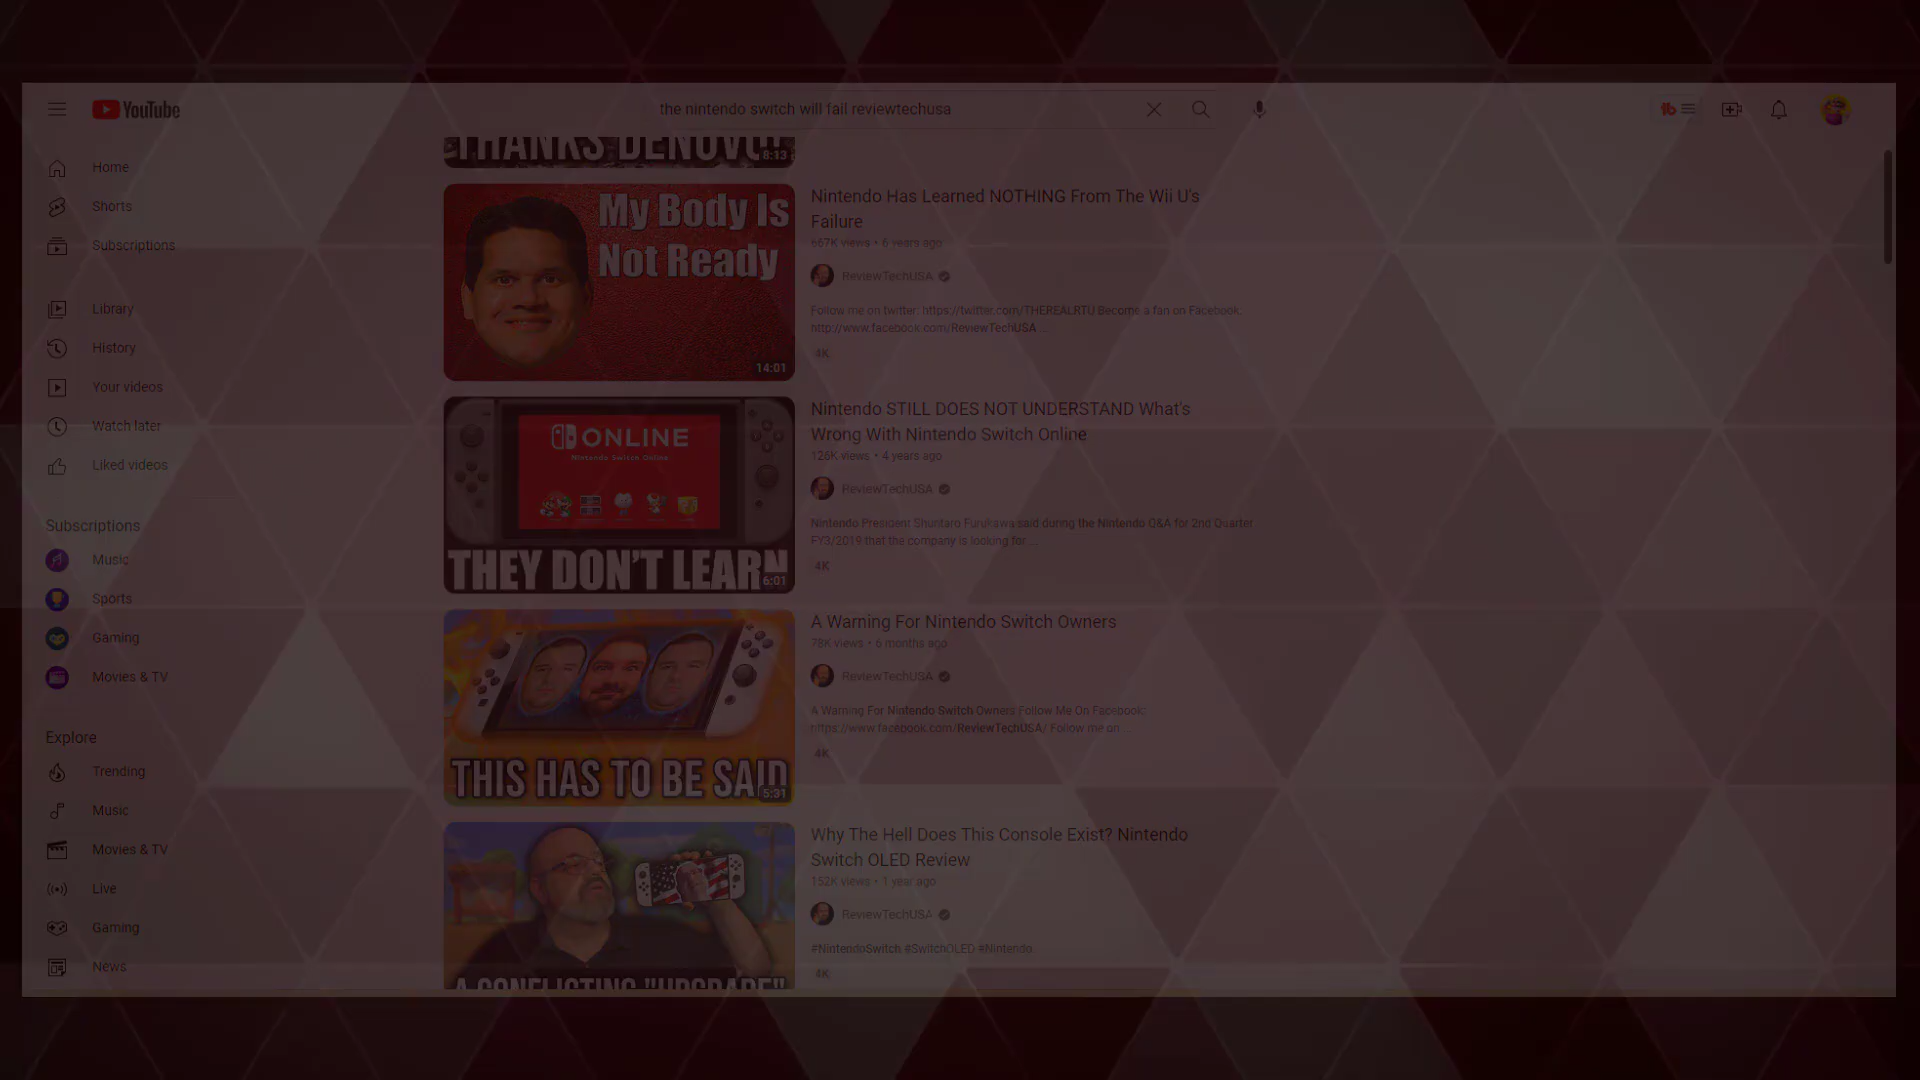 YouTube
the nintendo switch will fail reviewtechusa
Home
Shorts
Subscriptions
Library
History
Your videos
Watch later
Liked videos
Subscriptions
Music
Sports
Gaming
Movies & TV
Explore
Trending
Music
Movies & TV
Live
Gaming
News
THANKS DENUVO!
8:13
My Body Is
Not Ready
14:01
Nintendo Has Learned NOTHING From The Wii U's
Failure
667K views • 6 years ago
ReviewTechUSA
Follow me on twitter: https://twitter.com/THEREALRTU Become a fan on Facebook:
http://www.facebook.com/ReviewTechUSA ...
4K
ONLINE
Nintendo Switch Online
THEY DON'T LEARN
6:01
Nintendo STILL DOES NOT UNDERSTAND What's
Wrong With Nintendo Switch Online
126K views • 4 years ago
ReviewTechUSA
Nintendo President Shuntaro Furukawa said during the Nintendo Q&A for 2nd Quarter
FY3/2019 that the company is looking for ...
4K
THIS HAS TO BE SAID
5:31
A Warning For Nintendo Switch Owners
78K views • 6 months ago
ReviewTechUSA
A Warning For Nintendo Switch Owners Follow Me On Facebook:
https://www.facebook.com/ReviewTechUSA/ Follow me on ...
4K
A CONFLICTING "UPGRADE"
Why The Hell Does This Console Exist? Nintendo
Switch OLED Review
152K views • 1 year ago
ReviewTechUSA
#NintendoSwitch #SwitchOLED #Nintendo
4K